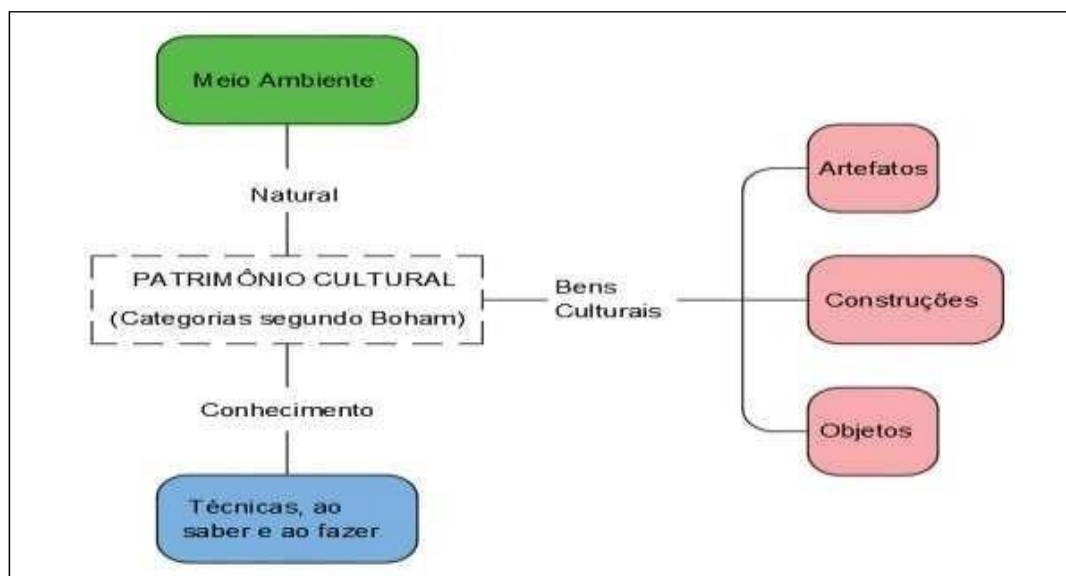 Meio Ambiente
Natural
PATRIMÔNIO CULTURAL
(Categorias segundo Boham)
Bens
Culturais
Artefatos
Construções
Objetos
Conhecimento
Técnicas, ao
saber e ao fazer.